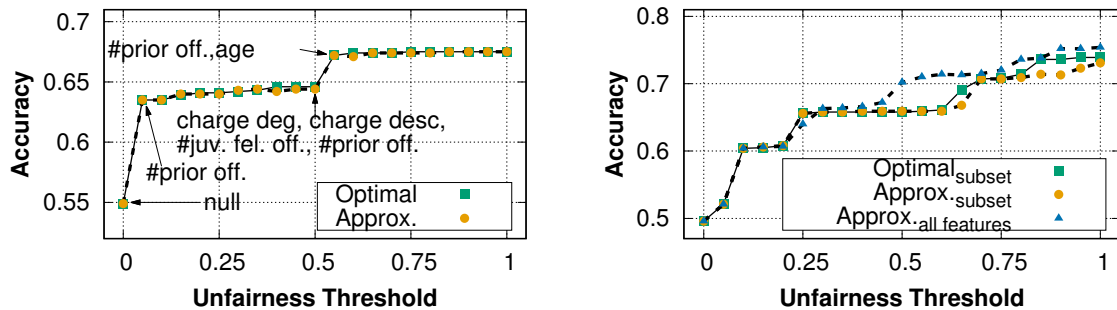 0.7
0.65
0.6
0.55
Accuracy
#prior off.,age
charge deg, charge desc,
#juv. fel. off., #prior off.
#prior off.
null
Optimal
Approx.
0 0.25 0.5 0.75 1
Unfairness Threshold
0.8
0.7
0.6
0.5
Accuracy
Optimal subset
Approx. subset
Approx. all features
0 0.25 0.5 0.75 1
Unfairness Threshold